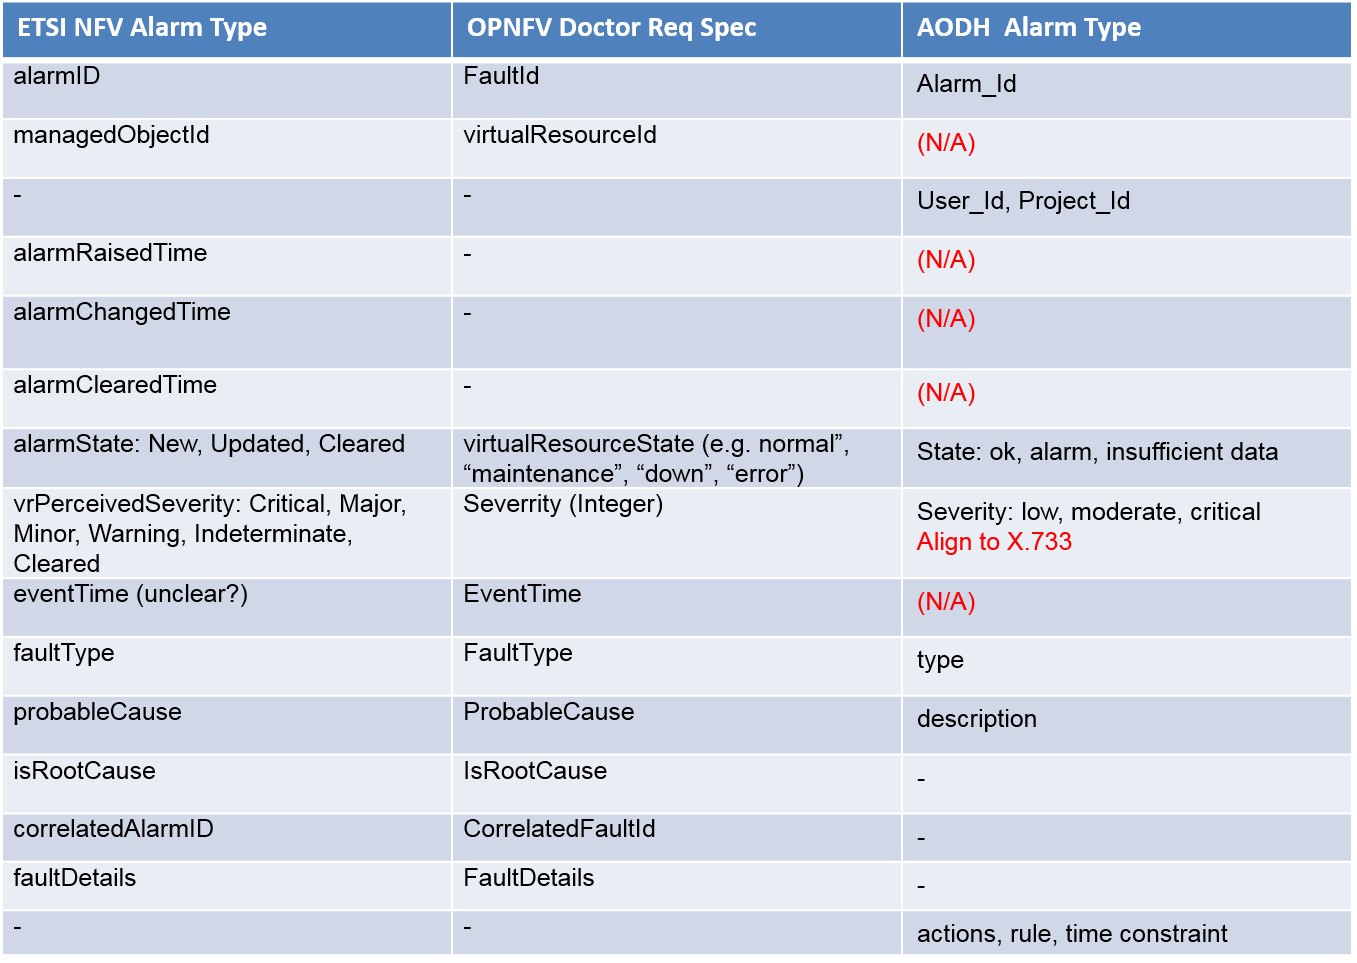 ETSI NFV Alarm Type
OPNFV Doctor Req Spec
AODH  Alarm Type
alarmID
FaultId
Alarm_Id
managedObjectId
virtualResourceId
(N/A)
-
-
User_Id, Project_Id
alarmRaisedTime
-
(N/A)
alarmChangedTime
-
(N/A)
alarmClearedTime
-
(N/A)
alarmState: New, Updated, Cleared
virtualResourceState (e.g. normal”,
“maintenance”, “down”, “error”)
State: ok, alarm, insufficient data
vrPerceivedSeverity: Critical, Major,
Minor, Warning, Indeterminate,
Cleared
Severrity (Integer)
Severity: low, moderate, critical
Align to X.733
eventTime (unclear?)
EventTime
(N/A)
faultType
FaultType
type
probableCause
ProbableCause
description
isRootCause
IsRootCause
-
correlatedAlarmID
CorrelatedFaultId
-
faultDetails
FaultDetails
-
-
-
actions, rule, time constraint